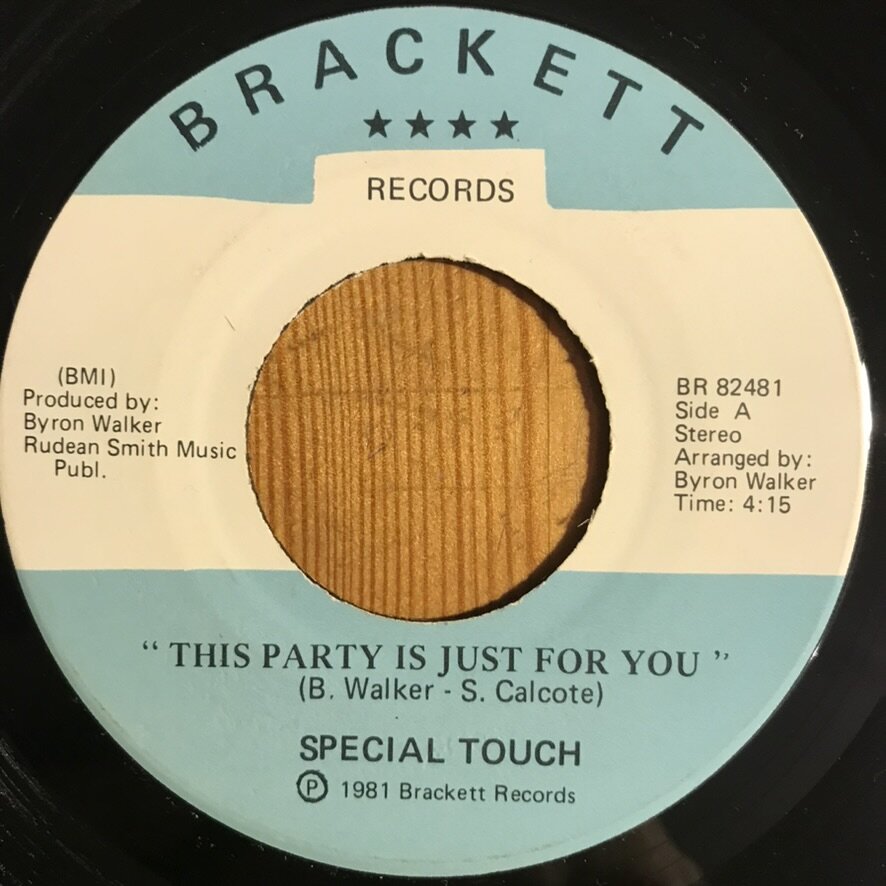 BRACKETT
★★★★
RECORDS
(BMI)
Produced by:
Byron Walker
Rudean Smith Music
Publ.
BR 82481
Side A
Stereo
Arranged by:
Byron Walker
Time: 4:15
“ THIS PARTY IS JUST FOR YOU ”
(B. Walker - S. Calcote)
SPECIAL TOUCH
℗ 1981 Brackett Records